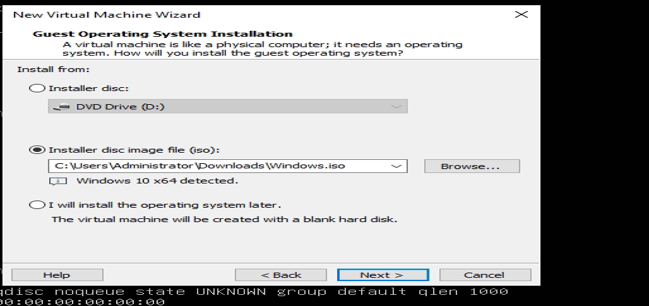 New Virtual Machine Wizard
Guest Operating System Installation
A virtual machine is like a physical computer; it needs an operating
system. How will you install the guest operating system?
Install from:
Installer disc:
DVD Drive (D:)
Installer disc image file (iso):
C:\Users\Administrator\Downloads\Windows.iso
Browse...
Windows 10 x64 detected.
I will install the operating system later.
The virtual machine will be created with a blank hard disk.
Help
< Back
Next >
Cancel
qdisc noqueue state UNKNOWN group default qlen 1000
00:00:00:00:00:00